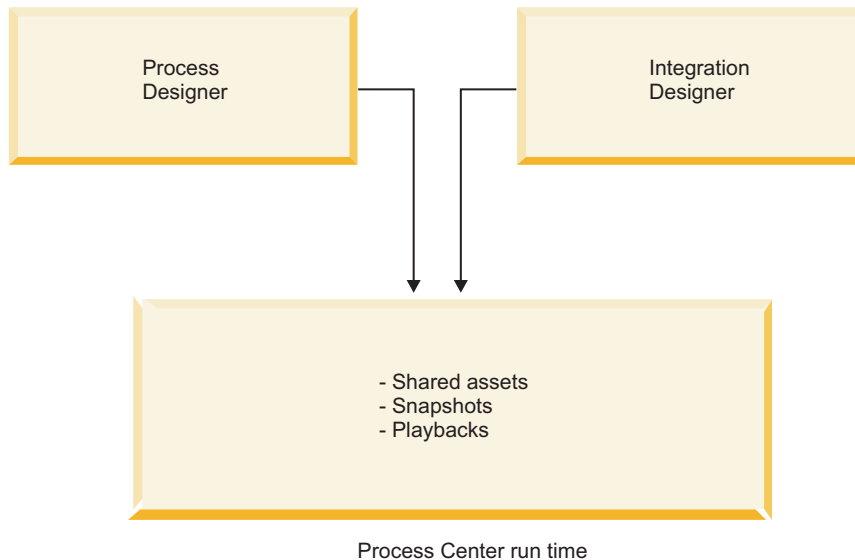 Process
Designer
Integration
Designer
- Shared assets
- Snapshots
- Playbacks
Process Center run time